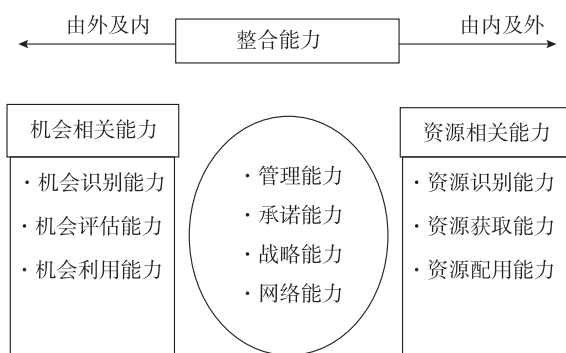 由外及内
整合能力
由内及外
机会相关能力
·机会识别能力
·机会评估能力
·机会利用能力
·管理能力
·承诺能力
·战略能力
·网络能力
资源相关能力
·资源识别能力
·资源获取能力
·资源配用能力